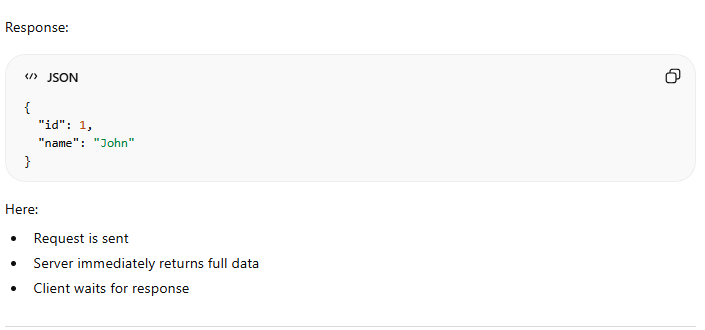 Response:
</> JSON
{
"id": 1,
"name": "John"
}
Here:
• Request is sent
• Server immediately returns full data
• Client waits for response